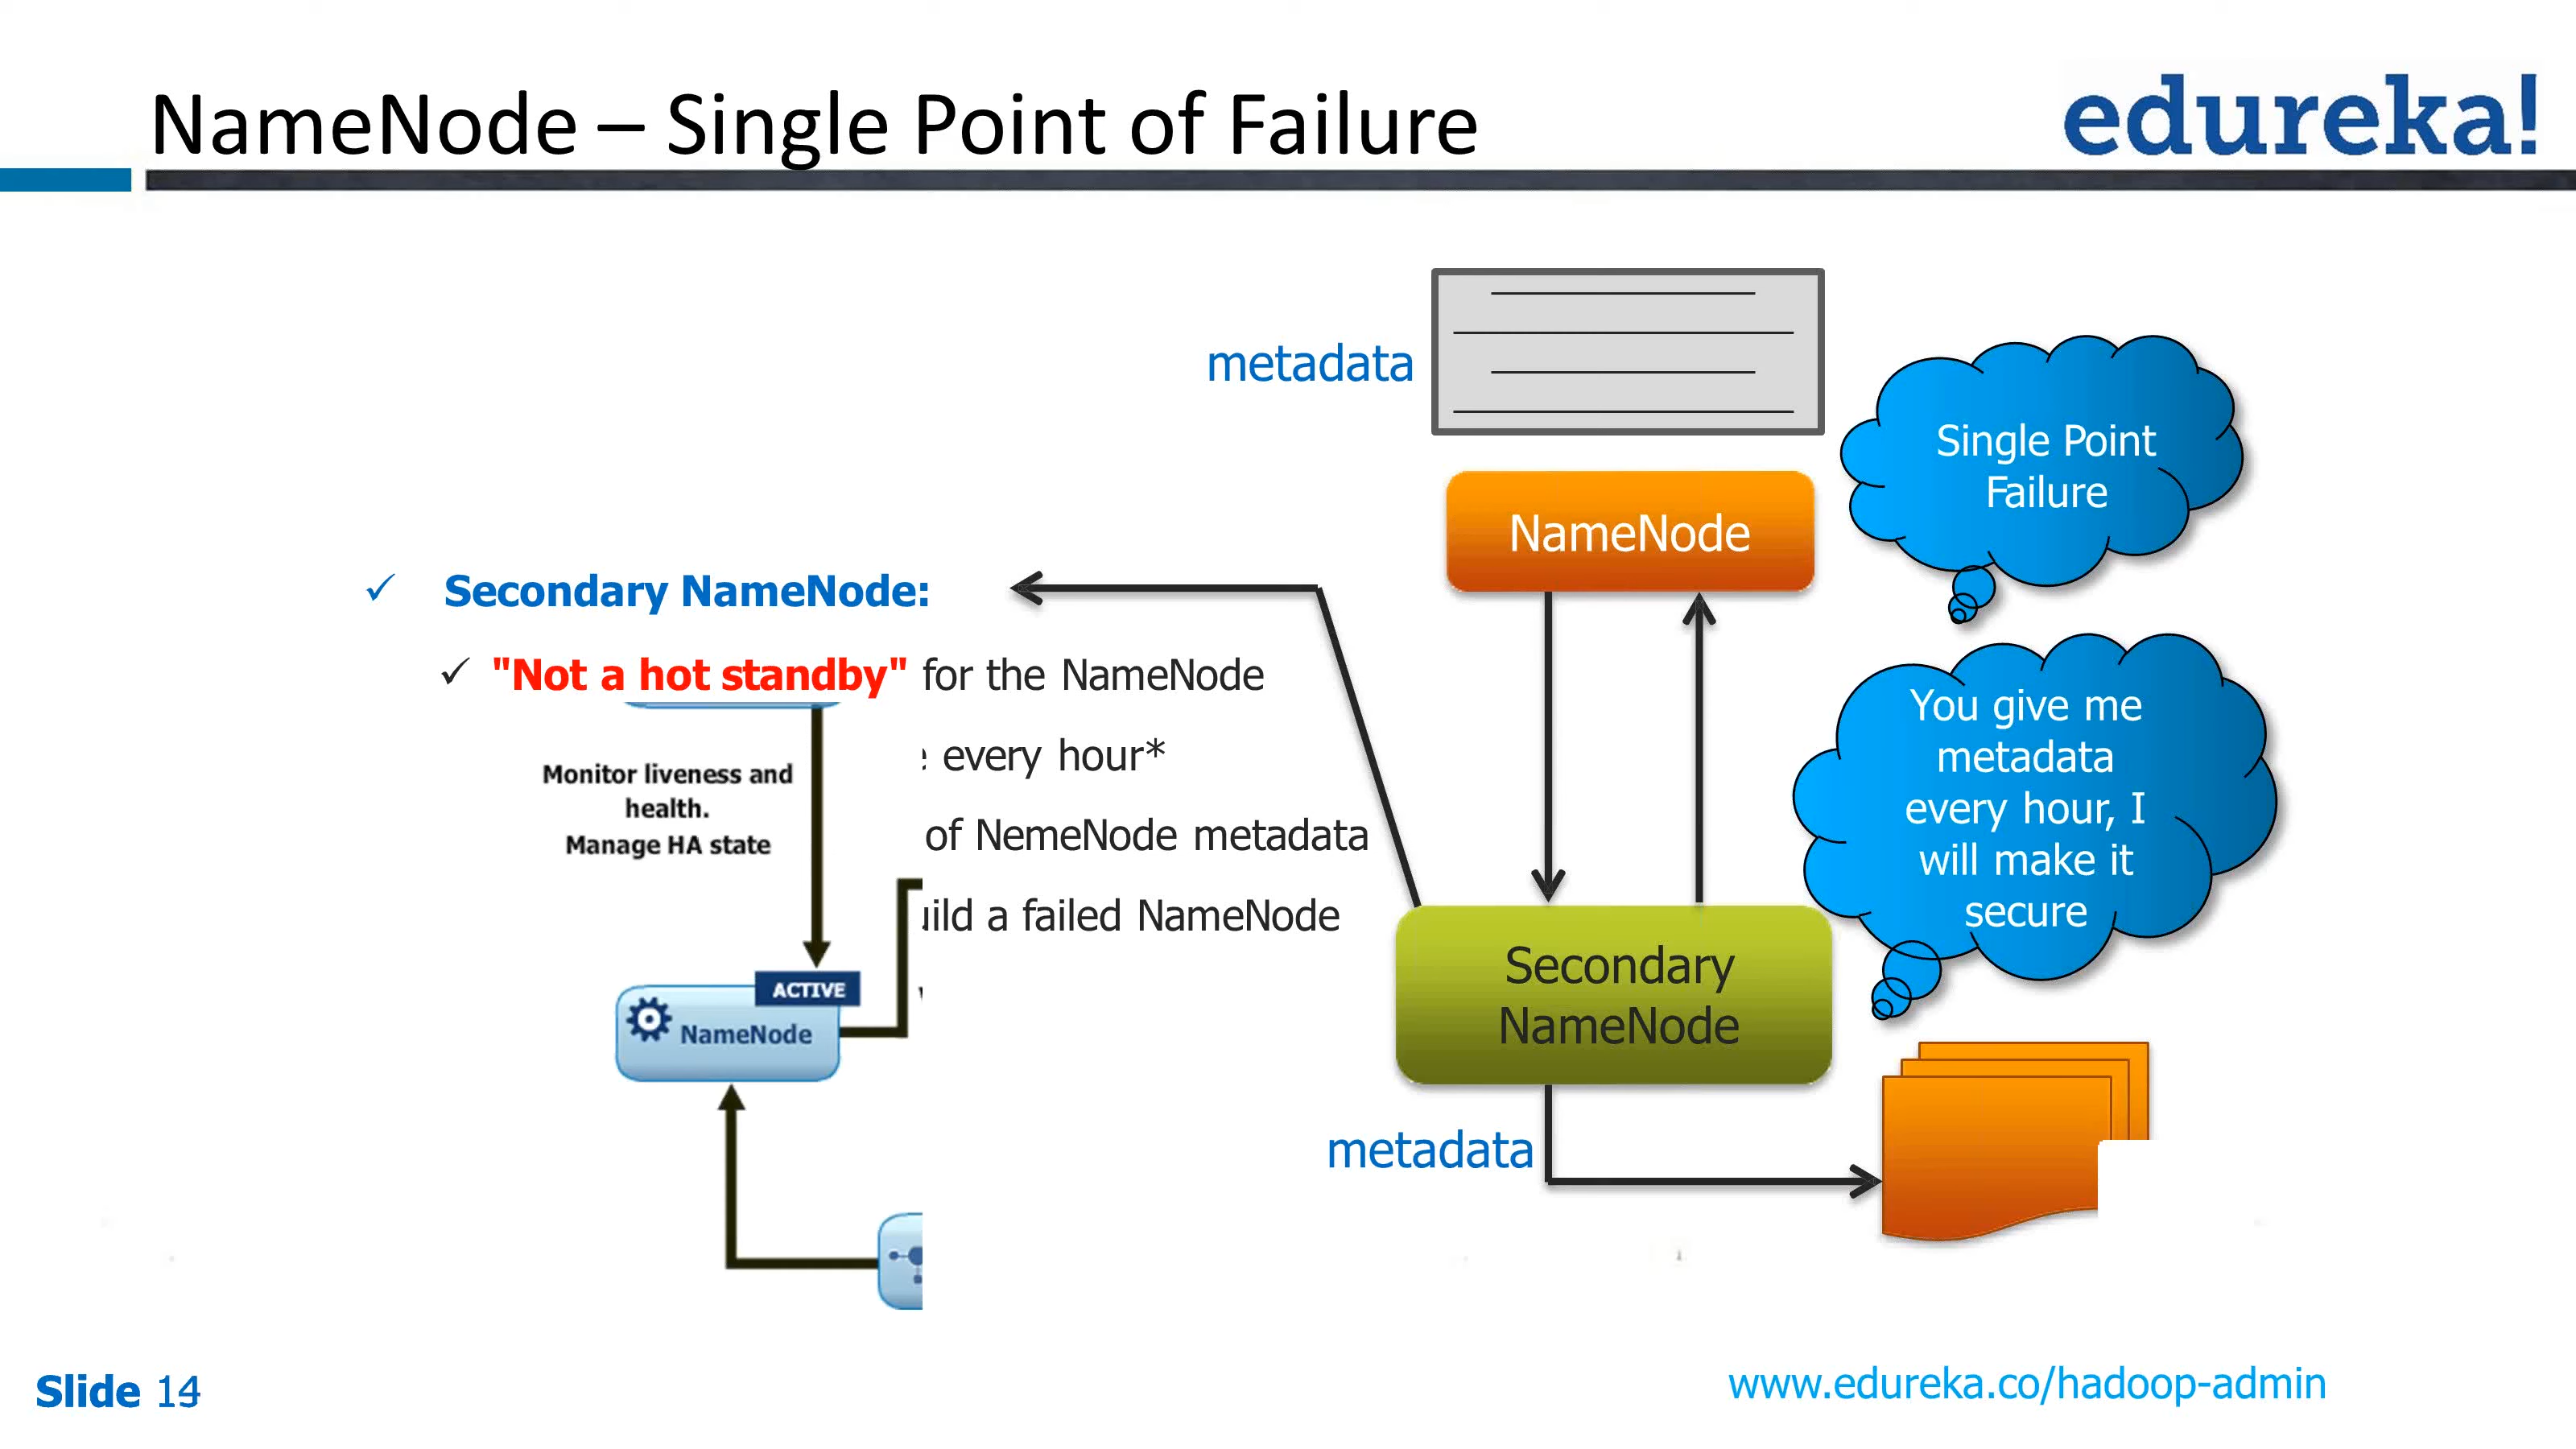 NameNode – Single Point of Failure
edureka!
metadata
Single Point
Failure
NameNode
✓ Secondary NameNode:
✓ "Not a hot standby" for the NameNode
every hour*
of NemeNode metadata
a failed NameNode
Monitor liveness and
health.
Manage HA state
ACTIVE
NameNode
You give me
metadata
every hour, I
will make it
secure
Secondary
NameNode
metadata
Slide
www.edureka.co/hadoop-admin